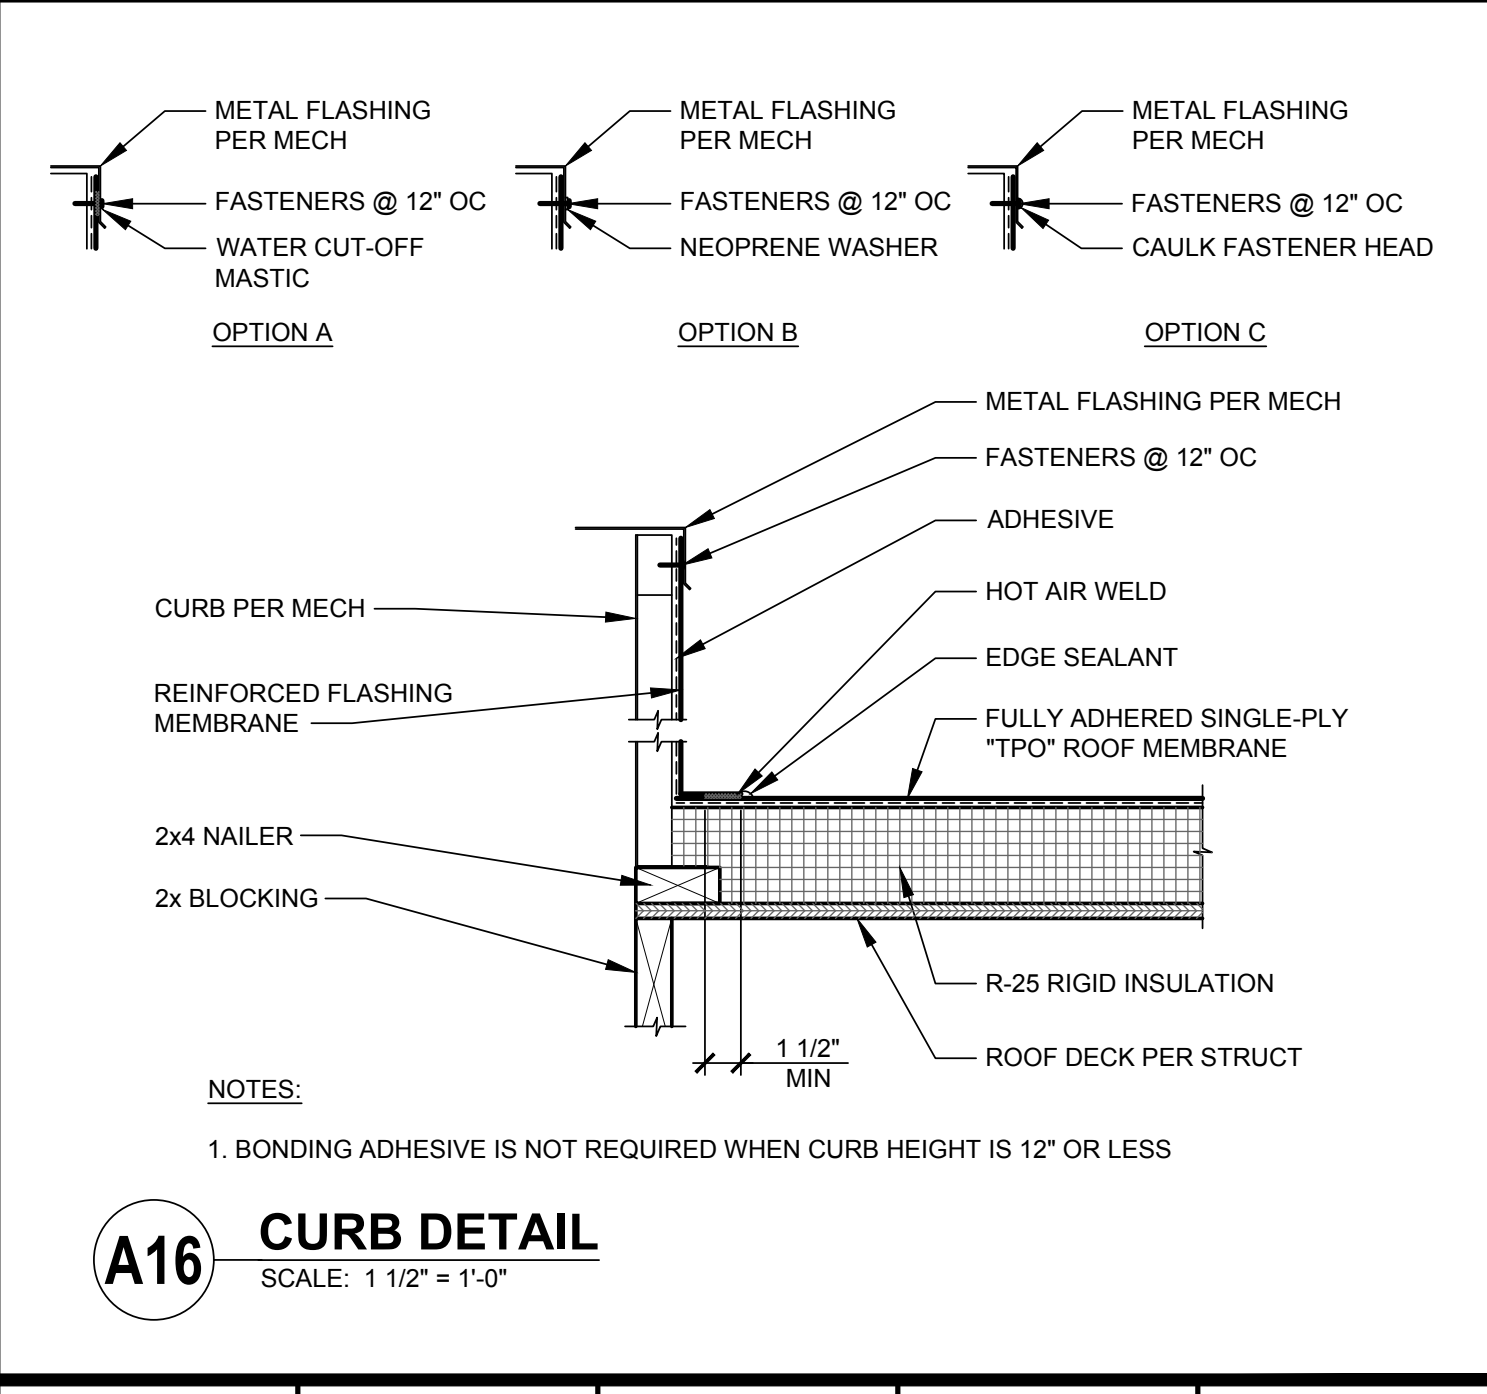 METAL FLASHING
PER MECH
FASTENERS @ 12" OC
WATER CUT-OFF
MASTIC
OPTION A
METAL FLASHING
PER MECH
FASTENERS @ 12" OC
NEOPRENE WASHER
OPTION B
METAL FLASHING
PER MECH
FASTENERS @ 12" OC
CAULK FASTENER HEAD
OPTION C
METAL FLASHING PER MECH
FASTENERS @ 12" OC
ADHESIVE
HOT AIR WELD
EDGE SEALANT
FULLY ADHERED SINGLE-PLY
"TPO" ROOF MEMBRANE
CURB PER MECH
REINFORCED FLASHING
MEMBRANE
2x4 NAILER
2x BLOCKING
R-25 RIGID INSULATION
ROOF DECK PER STRUCT
1 1/2"
MIN
NOTES:
1. BONDING ADHESIVE IS NOT REQUIRED WHEN CURB HEIGHT IS 12" OR LESS
A16
CURB DETAIL
SCALE: 1 1/2" = 1'-0"